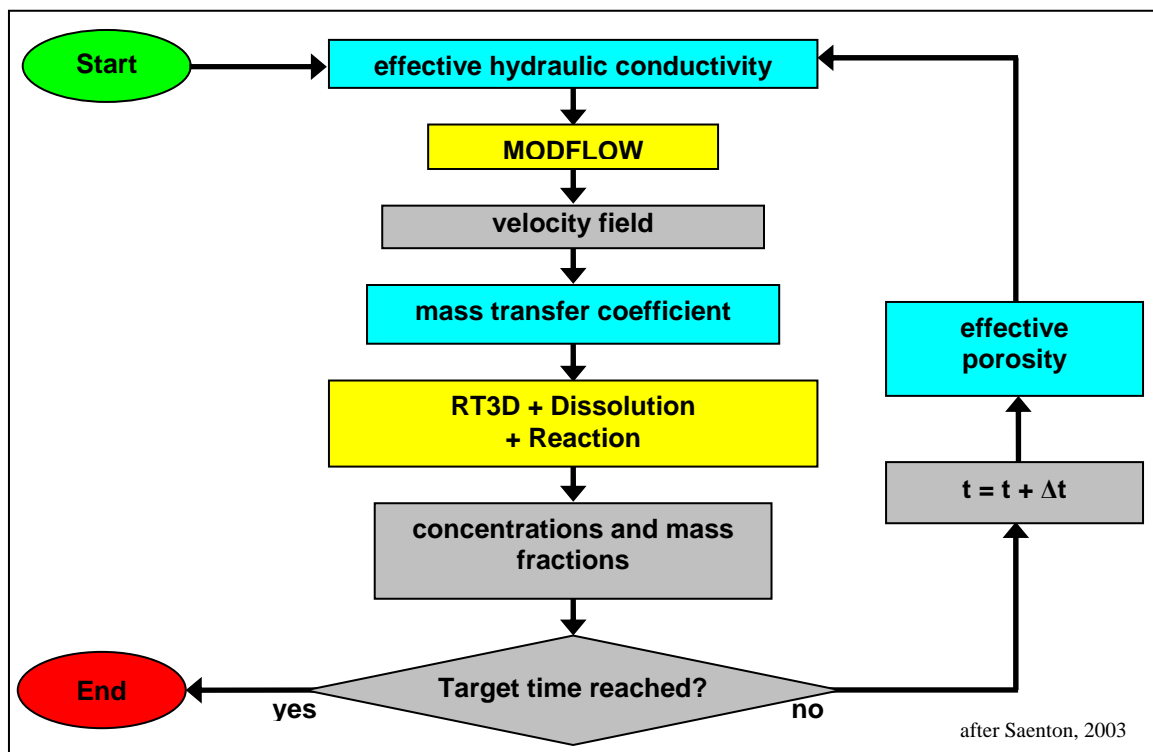 Start
effective hydraulic conductivity
MODFLOW
velocity field
mass transfer coefficient
RT3D + Dissolution
+ Reaction
concentrations and mass
fractions
Target time reached?
yes
End
no
t = t + Δt
effective
porosity
after Saenton, 2003